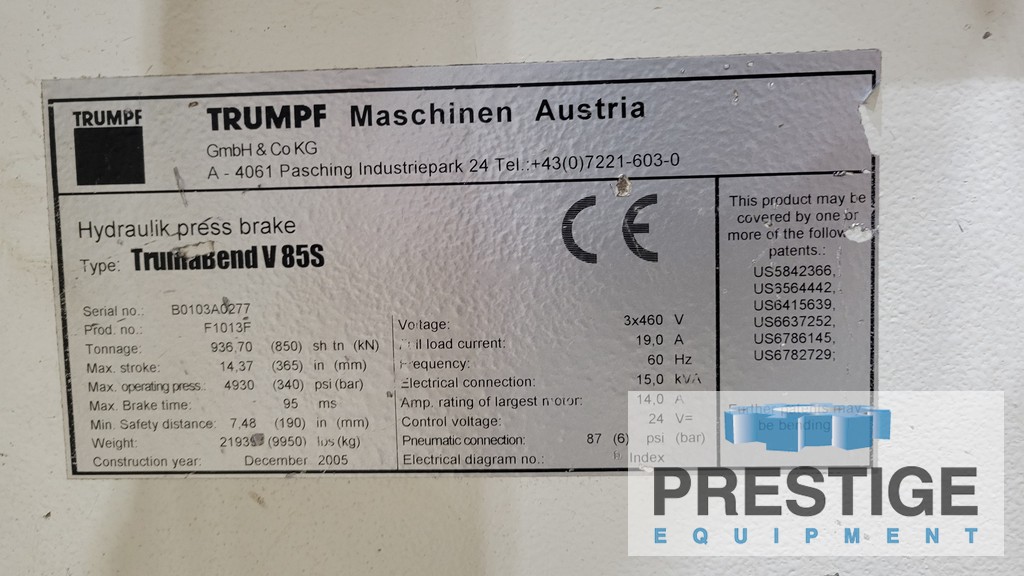 TRUMPF
TRUMPF Maschinen Austria
GmbH & Co KG
A - 4061 Pasching Industriepark 24 Tel.:+43(0)7221-603-0
Hydraulik press brake
Type: TrumaBend V 85S
CE
Serial no.: B0103A0277
Prod. no.: F1013F
Tonnage: 936,70 (850) sh tn (kN)
Max. stroke: 14,37 (365) in (mm)
Max. operating press.: 4930 (340) psi (bar)
Max. Brake time: 95 ms
Min. Safety distance: 7,48 (190) in (mm)
Weight: (9950) lbs (kg)
Construction year: December 2005
Voltage: 3x460 V
load current: 19,0 A
Frequency: 60 Hz
Electrical connection: 15,0 kVA
Amp. rating of largest motor: 14,0 A
Control voltage: 24 V=
Pneumatic connection: 87 (6) psi (bar)
Electrical diagram no.: Index
This product may be
covered by one or
more of the following
patents.:
US5842366,
US6564442,
US6415639,
US6637252,
US6786145,
US6782729;
Further patents may
be bending
PRESTIGE
EQUIPMENT